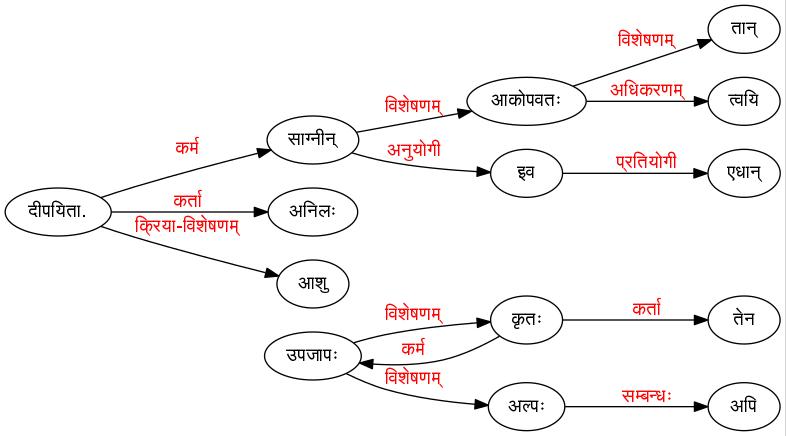 तान्
विशेषणम्
आकोपवतः
अधिकरणम्
त्वयि
विशेषणम्
साग्नीन्
कर्म
अनुयोगी
इव
प्रतियोगी
एधान्
दीपयिता.
कर्ता
अनिलः
क्रिया-विशेषणम्
आशु
विशेषणम्
कृतः
कर्ता
तेन
उपजापः
कर्म
विशेषणम्
अल्पः
सम्बन्धः
अपि